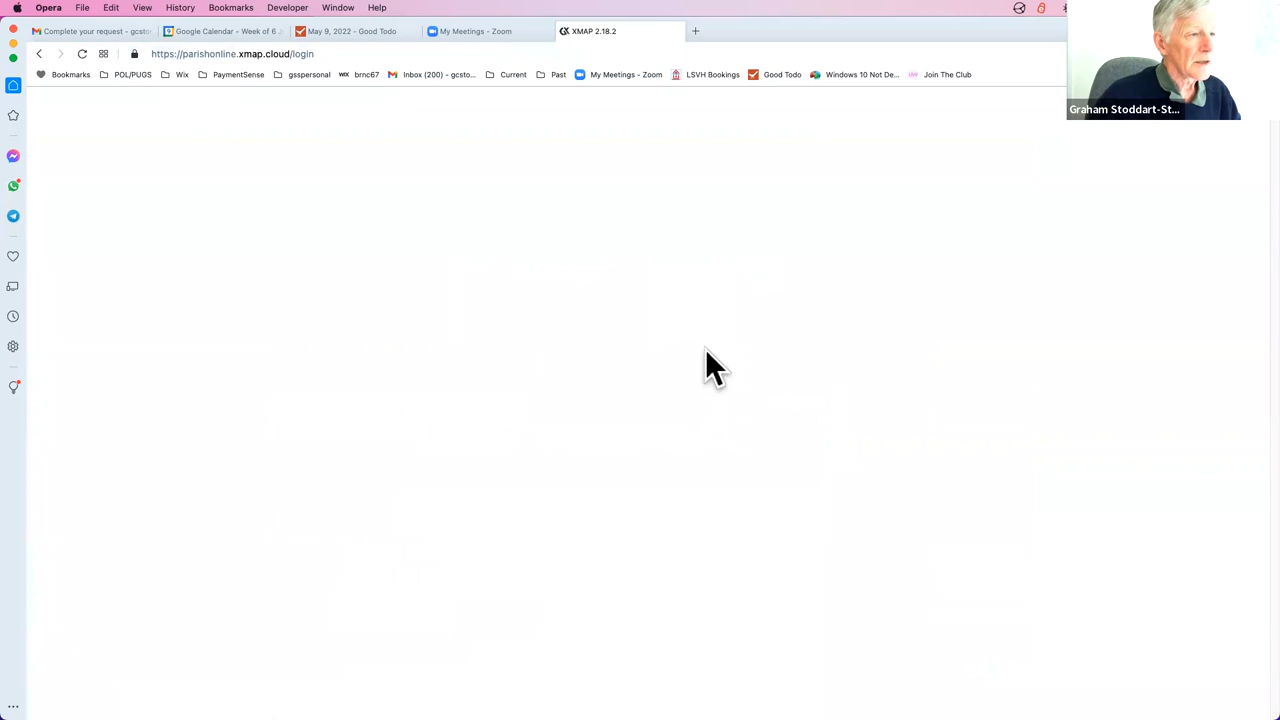 Opera File Edit View History Bookmarks Developer Window Help
Complete your request - gcsto Google Calendar - Week of 6 May 9, 2022 - Good Todo My Meetings - Zoom XMAP 2.18.2
https://parishonline.xmap.cloud/login
Bookmarks POL/PUGS Wix PaymentSense gsspersonal WIX brnc67 Inbox (200) - gcsto... Current Past My Meetings - Zoom LSVH Bookings Good Todo Windows 10 Not De... Join The Club
Graham Stoddart-St...